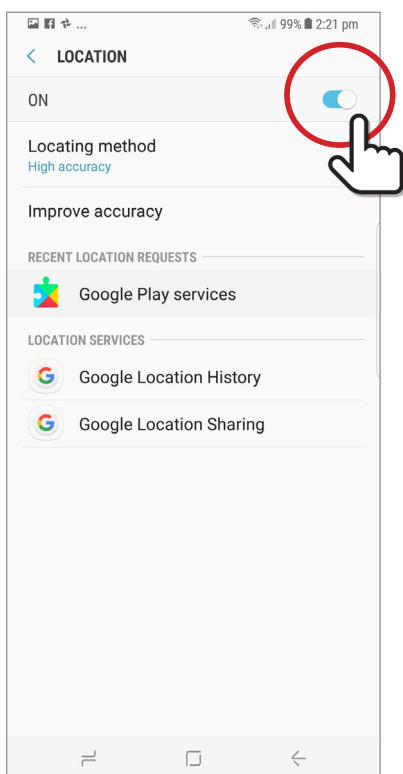 ... 99% 2:21 pm
LOCATION
ON
Locating method
High accuracy
Improve accuracy
RECENT LOCATION REQUESTS
Google Play services
LOCATION SERVICES
G Google Location History
G Google Location Sharing